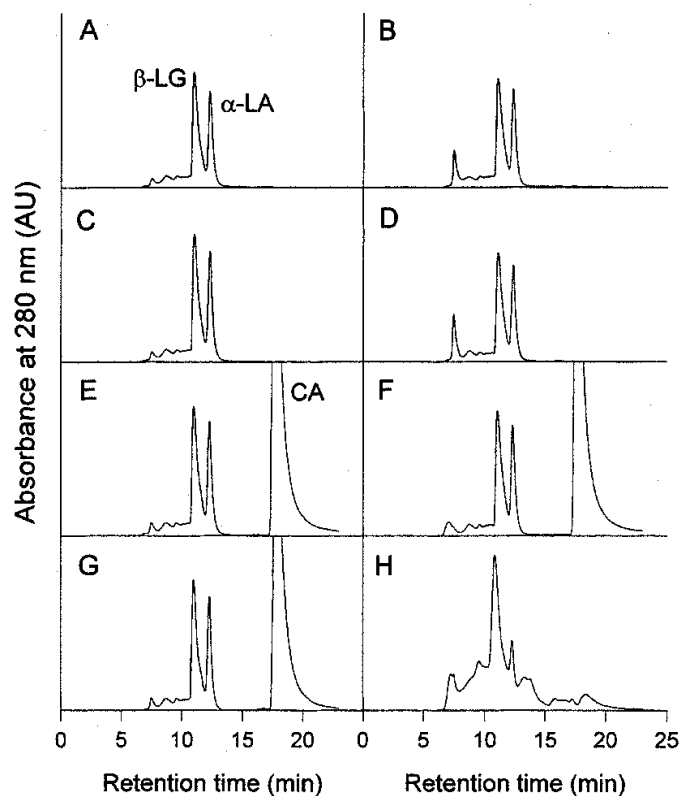 A
B
β-LG
α-LA
C
D
E
CA
F
G
H
Absorbance at 280 nm (AU)
0 5 10 15 20 0 5 10 15 20 25
Retention time (min) Retention time (min)